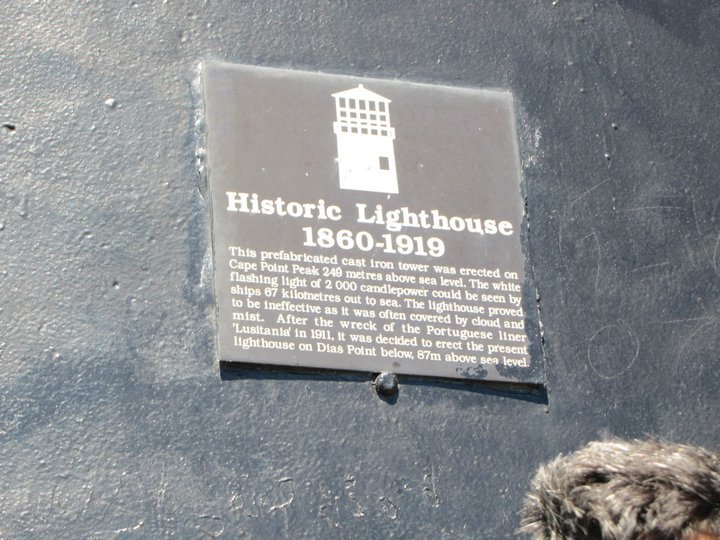 Historic Lighthouse
1860-1919
This prefabricated cast iron tower was erected on
Cape Point Peak 249 metres above sea level. The white
flashing light of 2 000 candlepower could be seen by
ships 67 kilometres out to sea. The lighthouse proved
to be ineffective as it was often covered by cloud and
mist. After the wreck of the Portuguese liner
'Lusitania' in 1911, it was decided to erect the present
lighthouse on Dias Point below, 87m above sea level.